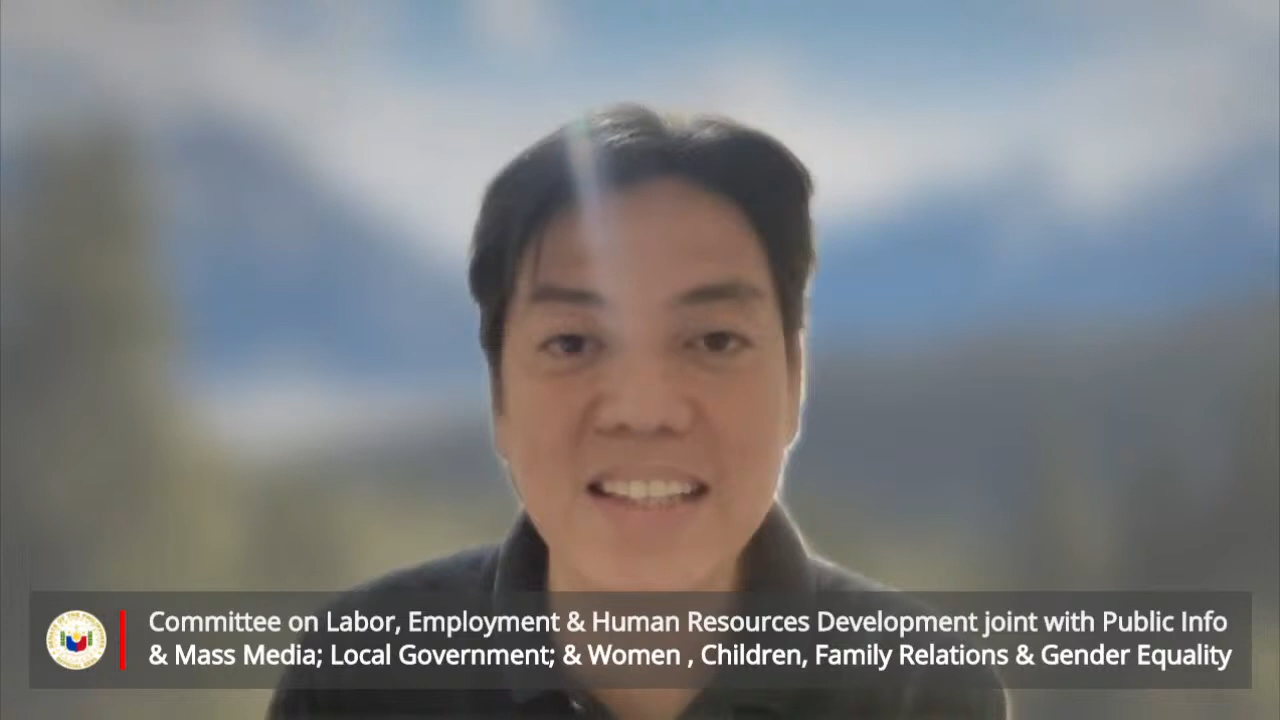 Committee on Labor, Employment & Human Resources Development joint with Public Info
& Mass Media; Local Government; & Women , Children, Family Relations & Gender Equality